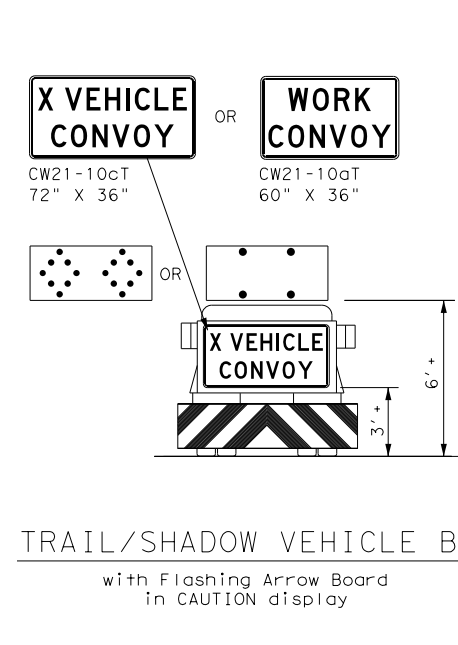 X VEHICLE
CONVOY
OR
WORK
CONVOY
CW21-10cT
72" X 36"
CW21-10aT
60" X 36"
OR
X VEHICLE
CONVOY
6'+
3'+
TRAIL/SHADOW VEHICLE B
with Flashing Arrow Board
in CAUTION display